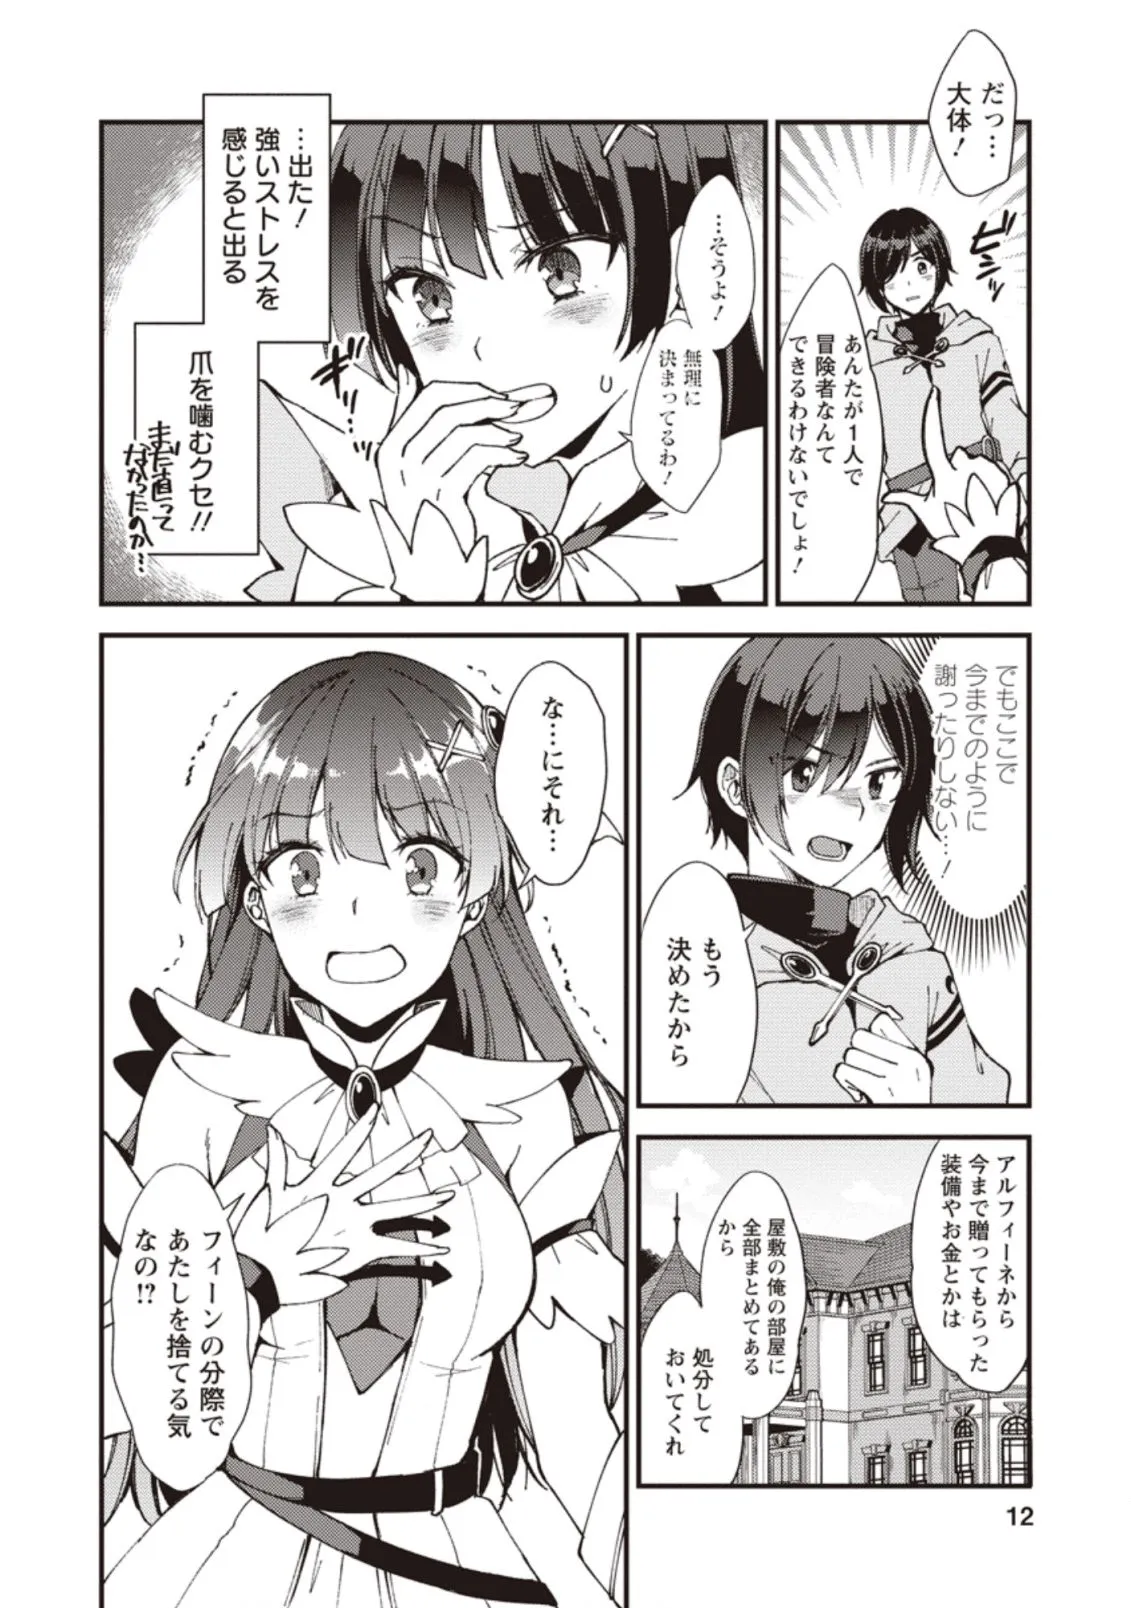 だっ…
大体！
ビシッ
あんたが1人で
冒険者なんて
できるわけないでしょ！
…そうよ！
無理に
決まってるわ！
…出た！
強いストレスを
感じると出る
爪を噛むクセ!!
まだ直って
なかったのか…
でもここで
今までのように
謝ったりしない…！
もう
決めたから
アルフィーネから
今まで贈ってもらった
装備やお金とかは
屋敷の俺の部屋に
全部まとめてある
から
処分して
おいてくれ
な…にそれ…
フィーンの分際で
あたしを捨てる気
なの!?
12